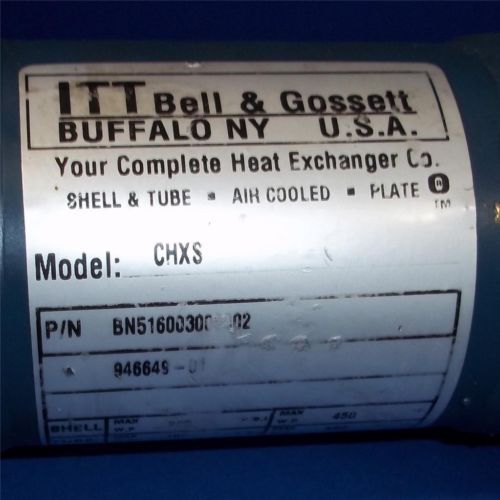 ITT Bell & Gossett
BUFFALO NY U.S.A.
Your Complete Heat Exchanger Co.
SHELL & TUBE ▪ AIR COOLED ▪ PLATE ® TM
Model: CHXS
P/N
946649-01
SHELL MAX W.P. MAX W.P. 450